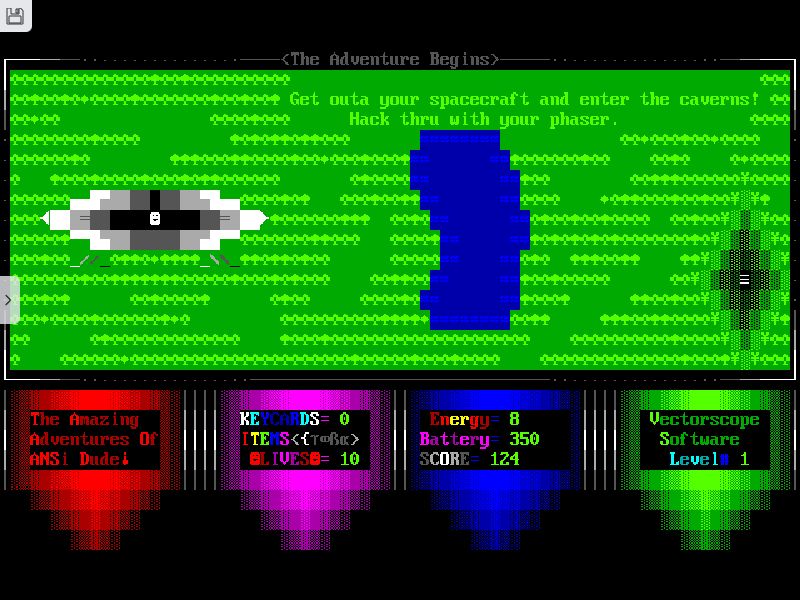 <The Adventure Begins>
Get outa your spacecraft and enter the caverns!
Hack thru with your phaser.
The Amazing
Adventures Of
ANSi Dude!
KEYCARDS= 0
LIVES= 10
Energy= 8
Battery= 350
SCORE= 124
Vectorscope
Software
Level# 1